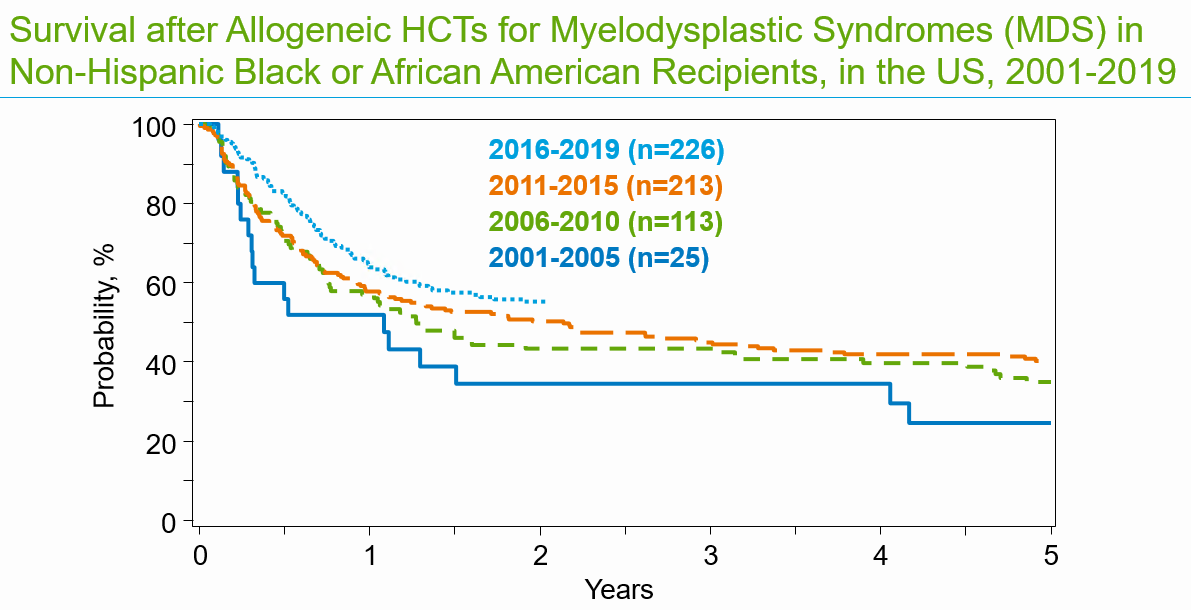 Survival after Allogeneic HCTs for Myelodysplastic Syndromes (MDS) in
Non-Hispanic Black or African American Recipients, in the US, 2001-2019
2016-2019 (n=226)
2011-2015 (n=213)
2006-2010 (n=113)
2001-2005 (n=25)
Probability, %
100
80
60
40
20
0
0 1 2 3 4 5
Years